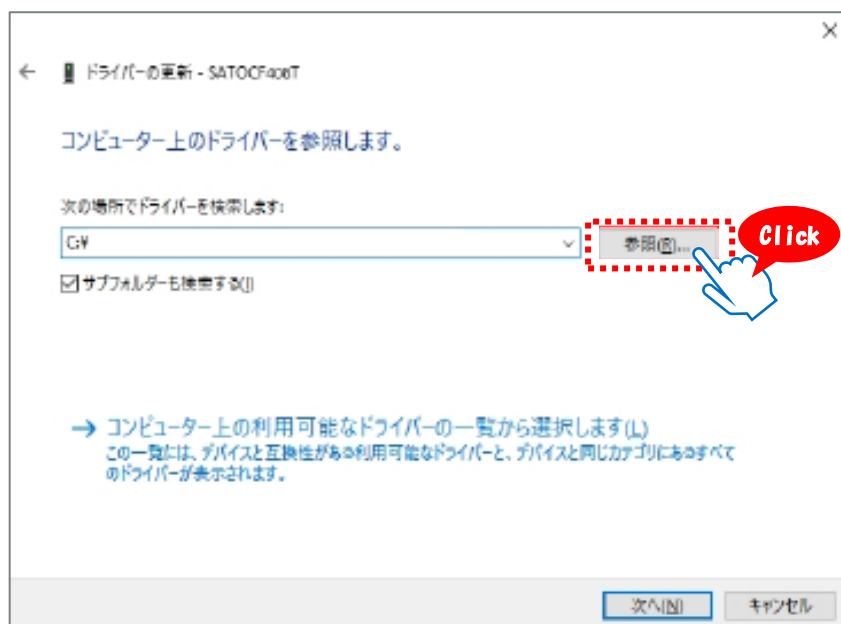 ドライバーの更新 - SATOCF408T
コンピューター上のドライバーを参照します。
次の場所でドライバーを検索します:
C:¥
参照(R)...
Click
サブフォルダーも検索する(I)
→ コンピューター上の利用可能なドライバーの一覧から選択します(L)
この一覧には、デバイスと互換性がある利用可能なドライバーと、デバイスと同じカテゴリにあるすべて
のドライバーが表示されます。
次へ(N)
キャンセル